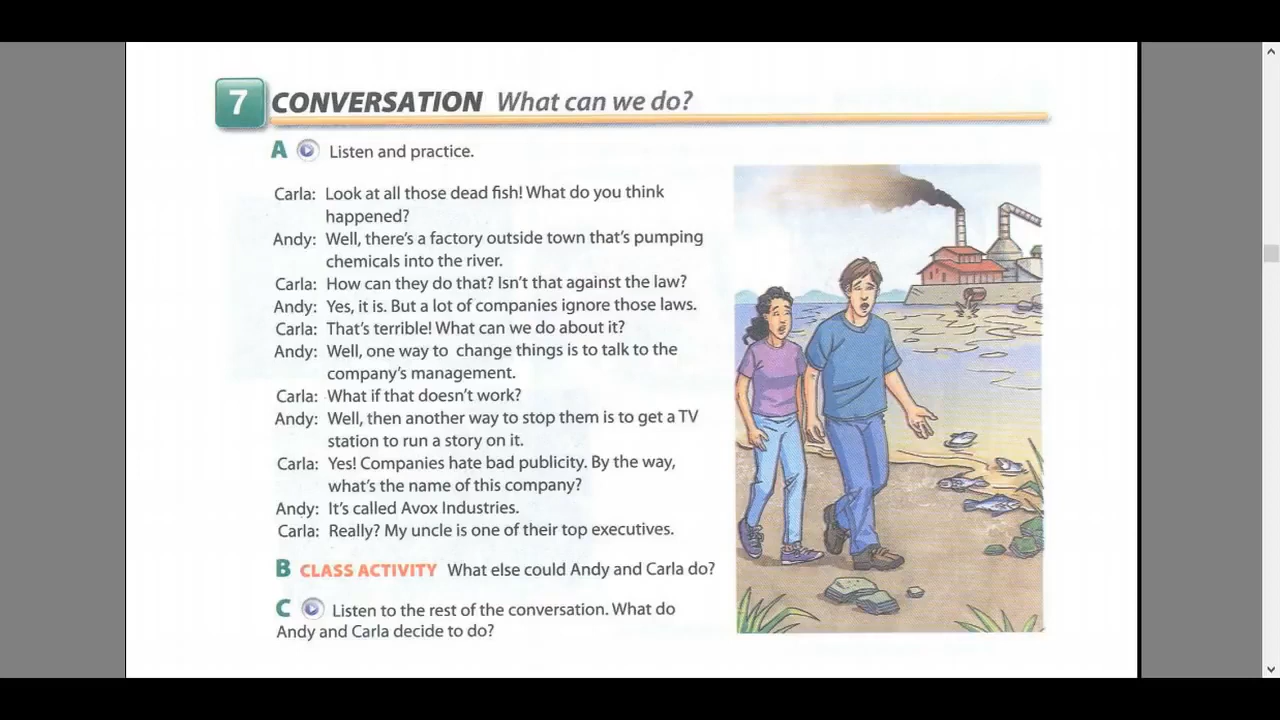 7 CONVERSATION What can we do?
A Listen and practice.
Carla: Look at all those dead fish! What do you think
happened?
Andy: Well, there's a factory outside town that's pumping
chemicals into the river.
Carla: How can they do that? Isn't that against the law?
Andy: Yes, it is. But a lot of companies ignore those laws.
Carla: That's terrible! What can we do about it?
Andy: Well, one way to change things is to talk to the
company's management.
Carla: What if that doesn't work?
Andy: Well, then another way to stop them is to get a TV
station to run a story on it.
Carla: Yes! Companies hate bad publicity. By the way,
what's the name of this company?
Andy: It's called Avox Industries.
Carla: Really? My uncle is one of their top executives.
B CLASS ACTIVITY What else could Andy and Carla do?
C Listen to the rest of the conversation. What do
Andy and Carla decide to do?